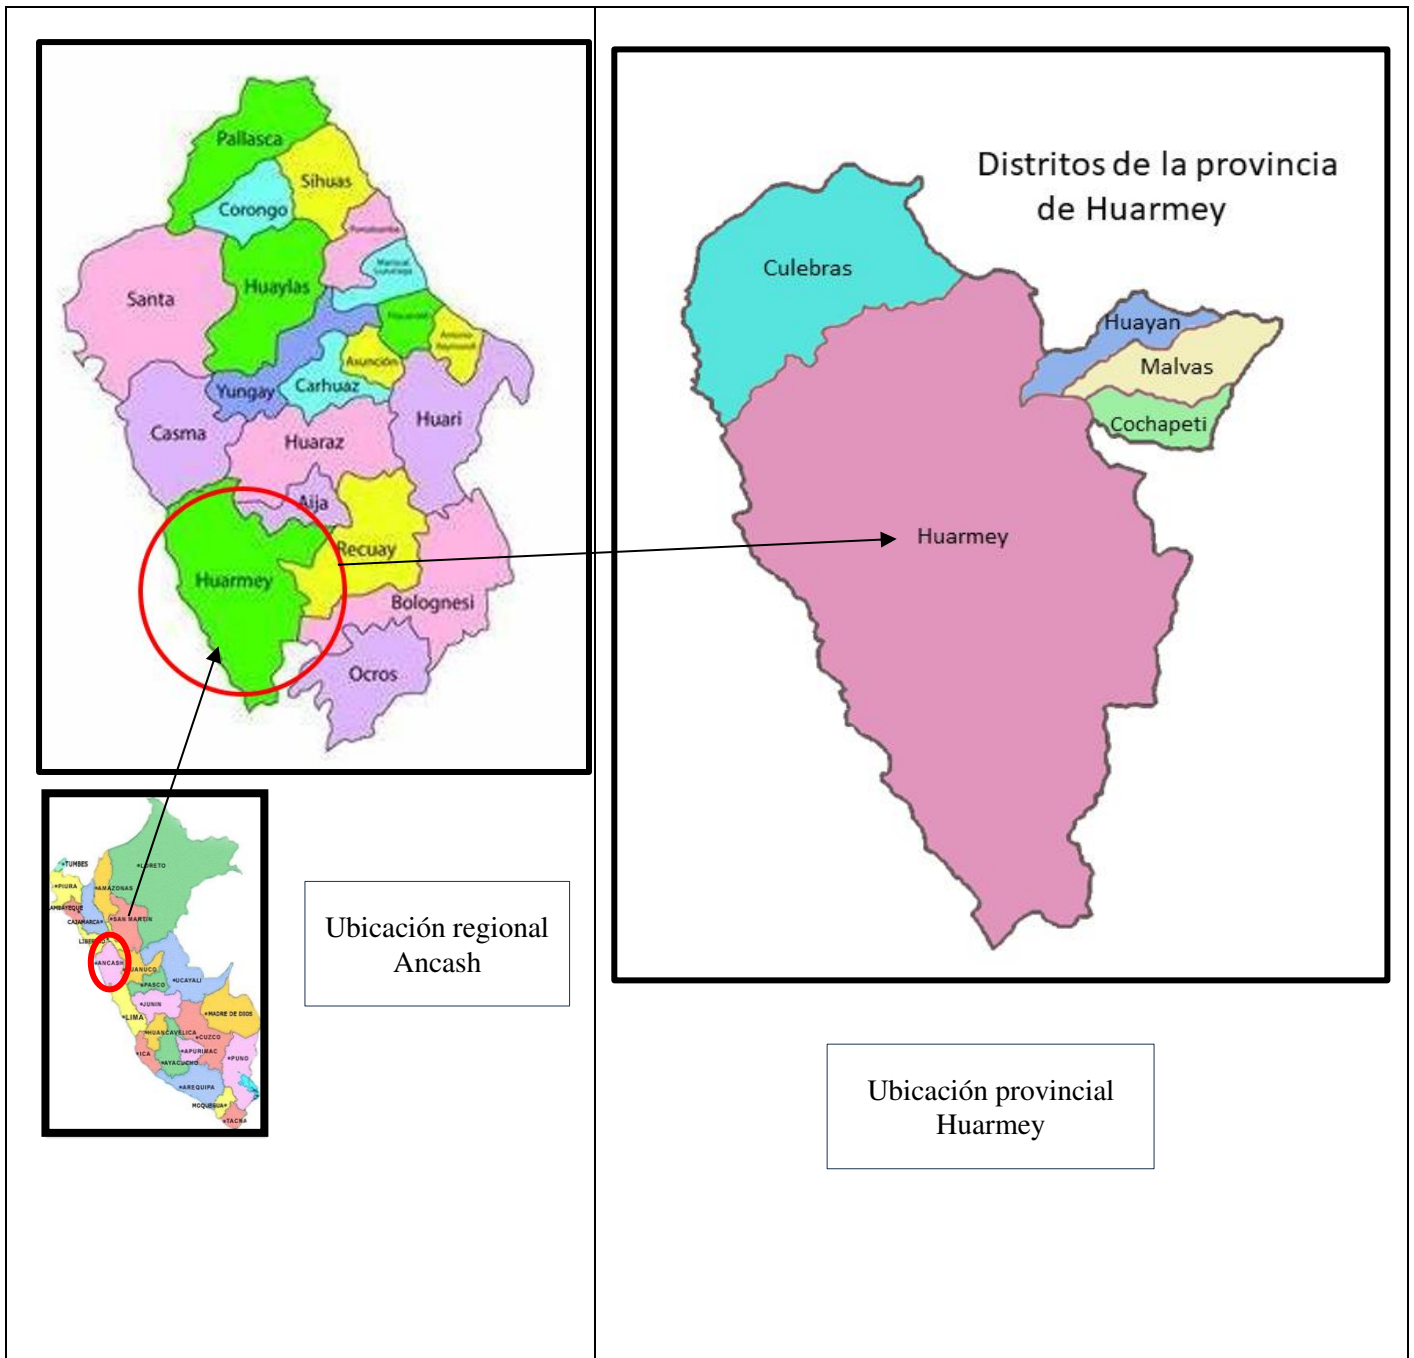 Pallasca
Sihuas
Corongo
Pomabamba
Huaylas
Santa
Asunción
Yungay
Carhuaz
Huari
Casma
Huaraz
Aija
Recuay
Huarmey
Bolognesi
Ocros
TUMBES
LORETO
PIURA
AMAZONAS
CAJAMARCA
SAN MARTIN
ANCASH
UCAYALI
PASCO
JUNIN
LIMA
MADRE DE DIOS
HUANCAVELICA
CUZCO
ICA
APURIMAC
PUNO
AYACUCHO
AREQUIPA
MOQUEGUA
TACNA
Ubicación regional
Ancash
Distritos de la provincia
de Huarmey
Culebras
Huayan
Malvas
Cochapeti
Huarmey
Ubicación provincial
Huarmey